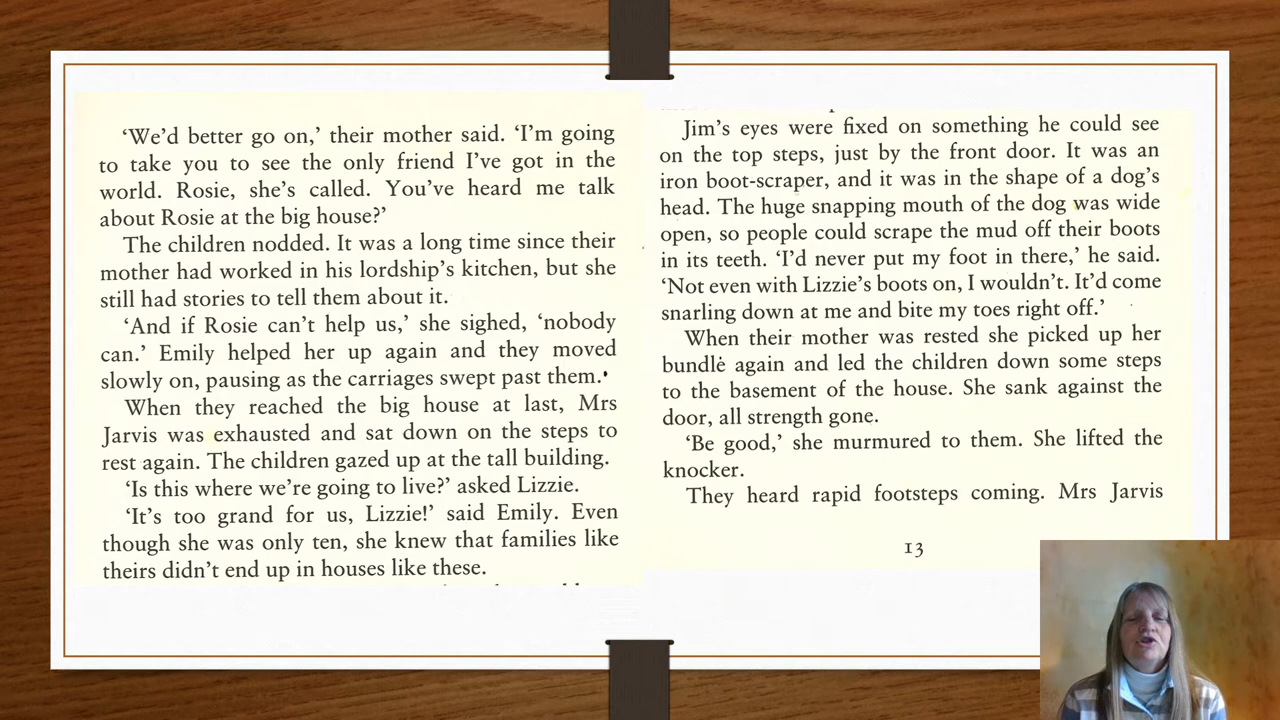 ‘We’d better go on,’ their mother said. ‘I’m going
to take you to see the only friend I’ve got in the
world. Rosie, she’s called. You’ve heard me talk
about Rosie at the big house?’
The children nodded. It was a long time since their
mother had worked in his lordship’s kitchen, but she
still had stories to tell them about it.
‘And if Rosie can’t help us,’ she sighed, ‘nobody
can.’ Emily helped her up again and they moved
slowly on, pausing as the carriages swept past them.
When they reached the big house at last, Mrs
Jarvis was exhausted and sat down on the steps to
rest again. The children gazed up at the tall building.
‘Is this where we’re going to live?’ asked Lizzie.
‘It’s too grand for us, Lizzie!’ said Emily. Even
though she was only ten, she knew that families like
theirs didn’t end up in houses like these.
Jim’s eyes were fixed on something he could see
on the top steps, just by the front door. It was an
iron boot-scraper, and it was in the shape of a dog’s
head. The huge snapping mouth of the dog was wide
open, so people could scrape the mud off their boots
in its teeth. ‘I’d never put my foot in there,’ he said.
‘Not even with Lizzie’s boots on, I wouldn’t. It’d come
snarling down at me and bite my toes right off.’
When their mother was rested she picked up her
bundle again and led the children down some steps
to the basement of the house. She sank against the
door, all strength gone.
‘Be good,’ she murmured to them. She lifted the
knocker.
They heard rapid footsteps coming. Mrs Jarvis
13